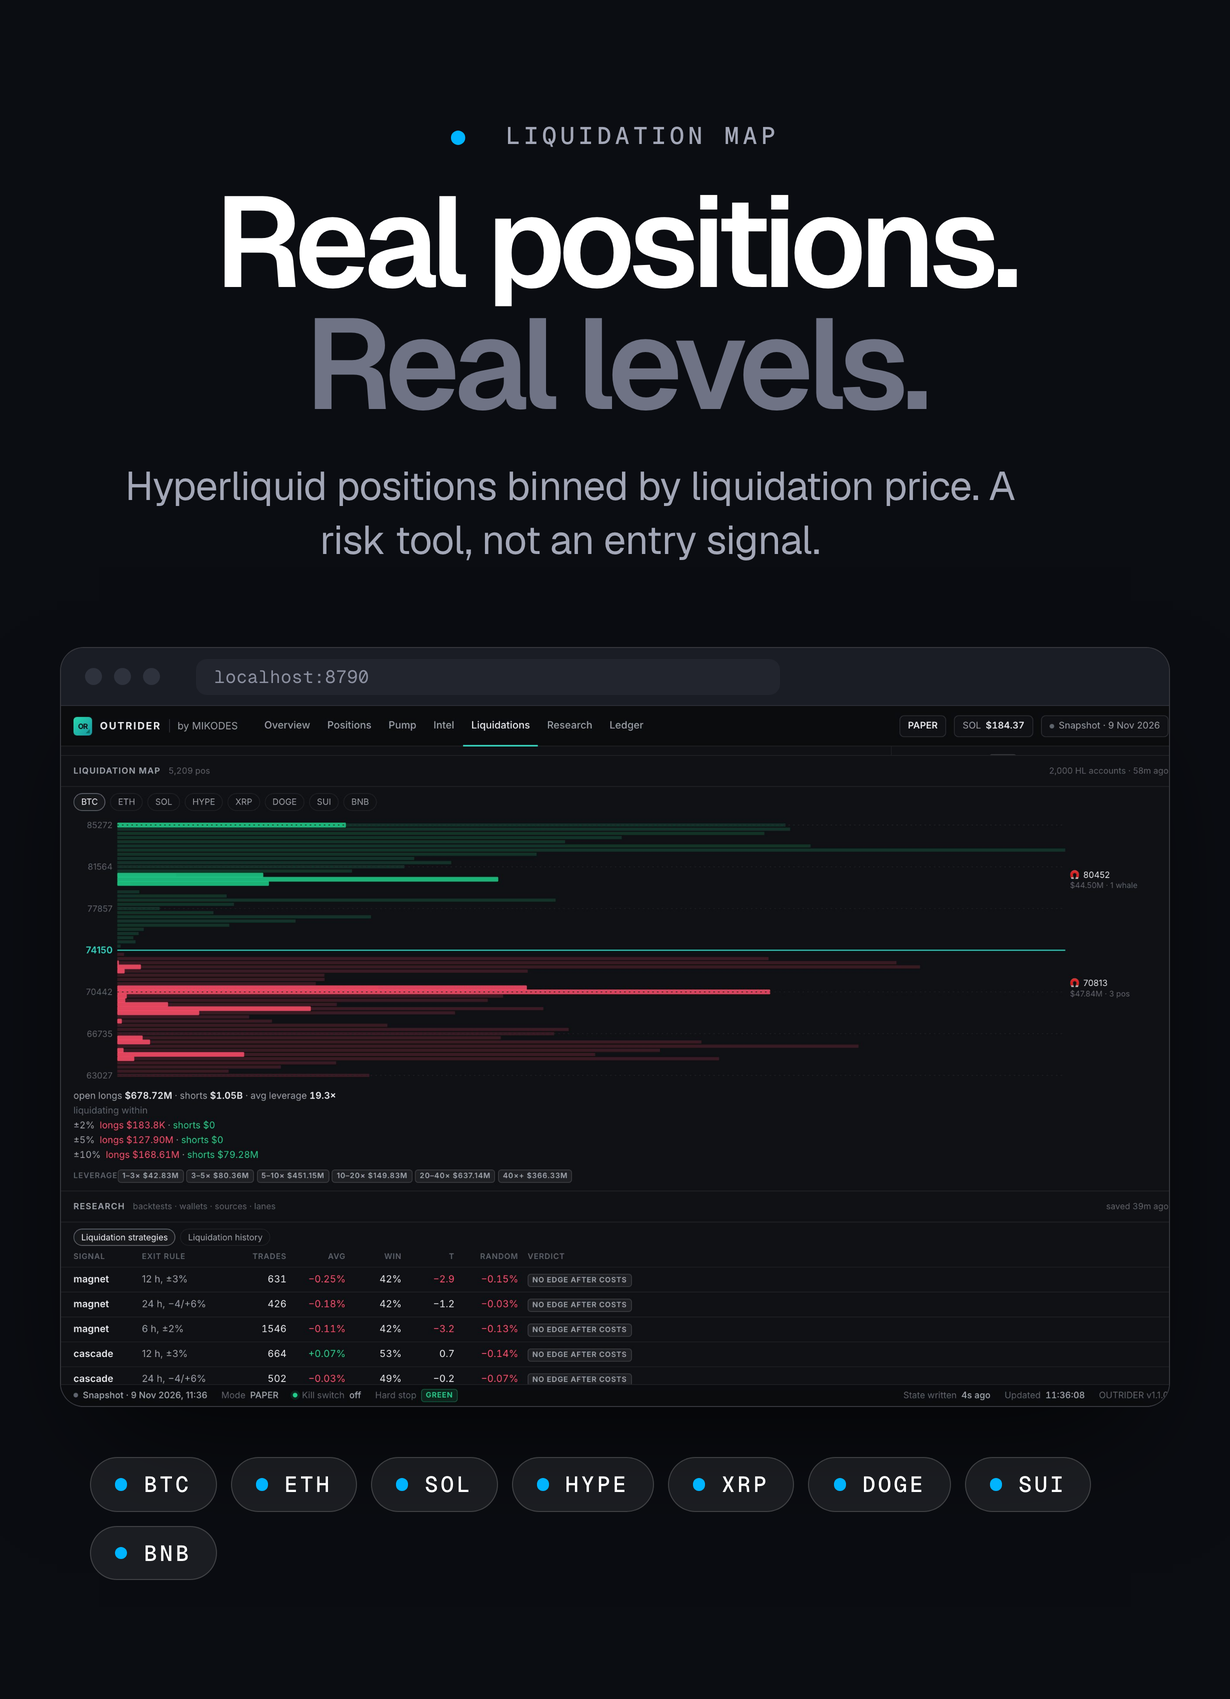 LIQUIDATION MAP
Real positions.
Real levels.
Hyperliquid positions binned by liquidation price. A
risk tool, not an entry signal.
localhost:8790
OR OUTRIDER by MIKODES Overview Positions Pump Intel Liquidations Research Ledger PAPER SOL $184.37 Snapshot · 9 Nov 2026
LIQUIDATION MAP 5,209 pos 2,000 HL accounts · 58m ago
BTC ETH SOL HYPE XRP DOGE SUI BNB
85272
81564
80452
$44.50M · 1 whale
77857
74150
70813
70442
$47.84M · 3 pos
66735
63027
open longs $678.72M · shorts $1.05B · avg leverage 19.3×
liquidating within
±2% longs $183.8K · shorts $0
±5% longs $127.90M · shorts $0
±10% longs $168.61M · shorts $79.28M
LEVERAGE 1–3× $42.83M 3–5× $80.36M 5–10× $451.15M 10–20× $149.83M 20–40× $637.14M 40×+ $366.33M
RESEARCH backtests · wallets · sources · lanes saved 39m ago
Liquidation strategies Liquidation history
SIGNAL EXIT RULE TRADES AVG WIN T RANDOM VERDICT
magnet 12 h, ±3% 631 −0.25% 42% −2.9 −0.15% NO EDGE AFTER COSTS
magnet 24 h, −4/+6% 426 −0.18% 42% −1.2 −0.03% NO EDGE AFTER COSTS
magnet 6 h, ±2% 1546 −0.11% 42% −3.2 −0.13% NO EDGE AFTER COSTS
cascade 12 h, ±3% 664 +0.07% 53% 0.7 −0.14% NO EDGE AFTER COSTS
cascade 24 h, −4/+6% 502 −0.03% 49% −0.2 −0.07% NO EDGE AFTER COSTS
Snapshot · 9 Nov 2026, 11:36 Mode PAPER Kill switch off Hard stop GREEN State written 4s ago Updated 11:36:08 OUTRIDER
BTC ETH SOL HYPE XRP DOGE SUI
BNB